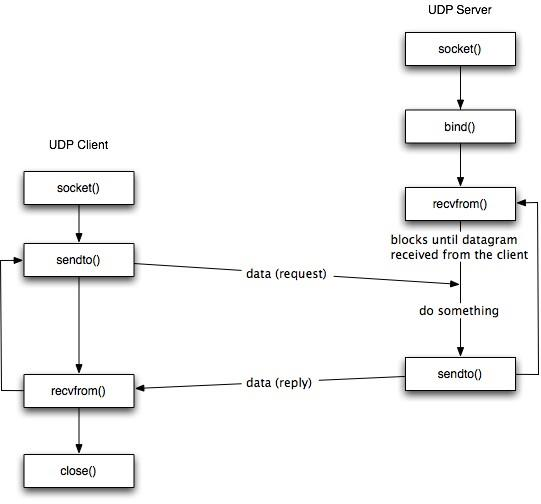 UDP Server
socket()
bind()
UDP Client
socket()
recvfrom()
blocks until datagram
received from the client
sendto()
data (request)
do something
sendto()
data (reply)
recvfrom()
close()